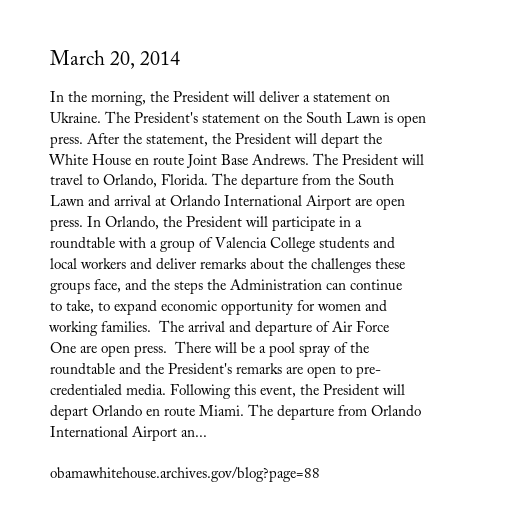 March 20, 2014
In the morning, the President will deliver a statement on
Ukraine. The President's statement on the South Lawn is open
press. After the statement, the President will depart the
White House en route Joint Base Andrews. The President will
travel to Orlando, Florida. The departure from the South
Lawn and arrival at Orlando International Airport are open
press. In Orlando, the President will participate in a
roundtable with a group of Valencia College students and
local workers and deliver remarks about the challenges these
groups face, and the steps the Administration can continue
to take, to expand economic opportunity for women and
working families.  The arrival and departure of Air Force
One are open press.  There will be a pool spray of the
roundtable and the President's remarks are open to pre-
credentialed media. Following this event, the President will
depart Orlando en route Miami. The departure from Orlando
International Airport an...
obamawhitehouse.archives.gov/blog?page=88